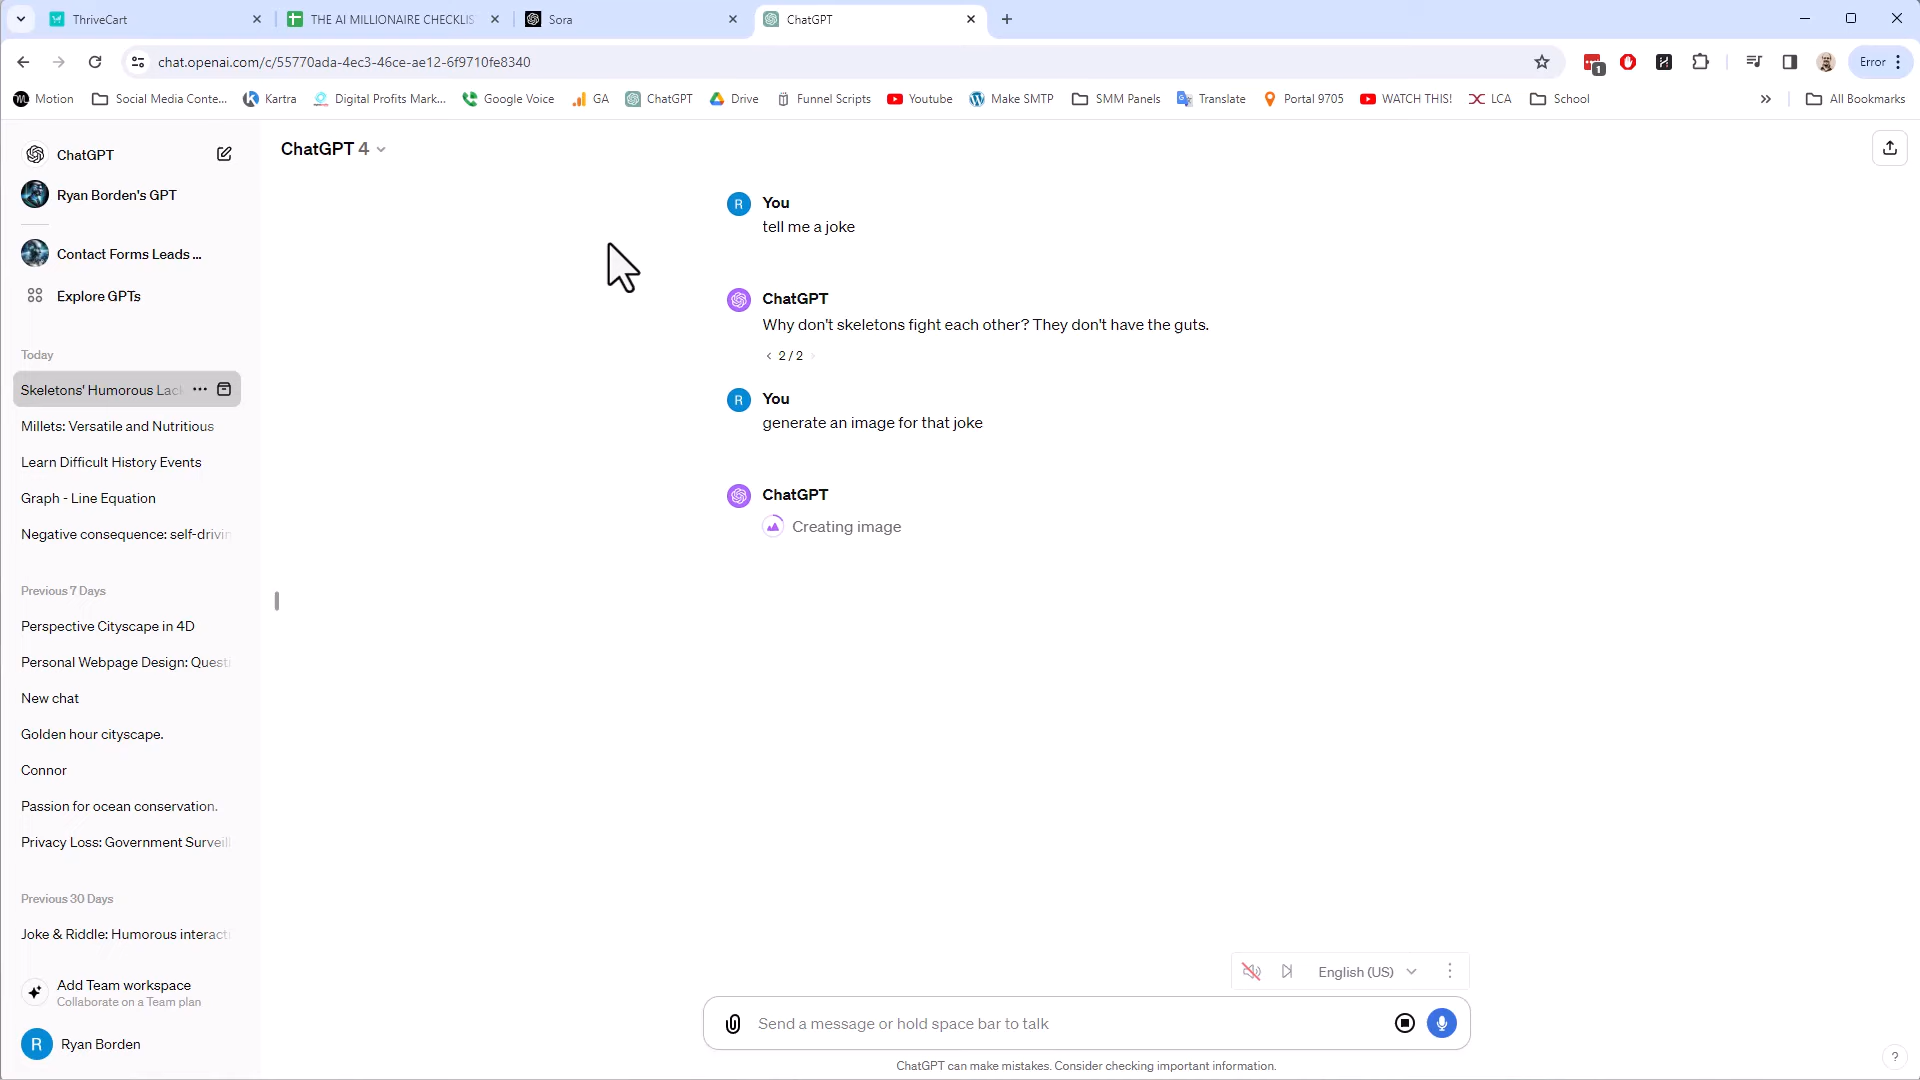 ThriveCart
THE AI MILLIONAIRE CHECKLIS
Sora
ChatGPT
chat.openai.com/c/55770ada-4ec3-46ce-ae12-6f9710fe8340
1
Error
Motion
Social Media Conte...
Kartra
Digital Profits Mark...
Google Voice
GA
ChatGPT
Drive
Funnel Scripts
Youtube
Make SMTP
SMM Panels
Translate
Portal 9705
WATCH THIS!
LCA
School
All Bookmarks
ChatGPT
Ryan Borden's GPT
Contact Forms Leads ...
Explore GPTs
Today
Skeletons' Humorous Lac
Millets: Versatile and Nutritious
Learn Difficult History Events
Graph - Line Equation
Negative consequence: self-drivin
Previous 7 Days
Perspective Cityscape in 4D
Personal Webpage Design: Quest
New chat
Golden hour cityscape.
Connor
Passion for ocean conservation.
Privacy Loss: Government Surveil
Previous 30 Days
Joke & Riddle: Humorous interact
Add Team workspace
Collaborate on a Team plan
R
Ryan Borden
ChatGPT 4
R
You
tell me a joke
ChatGPT
Why don't skeletons fight each other? They don't have the guts.
< 2 / 2 >
R
You
generate an image for that joke
ChatGPT
Creating image
English (US)
Send a message or hold space bar to talk
ChatGPT can make mistakes. Consider checking important information.
?